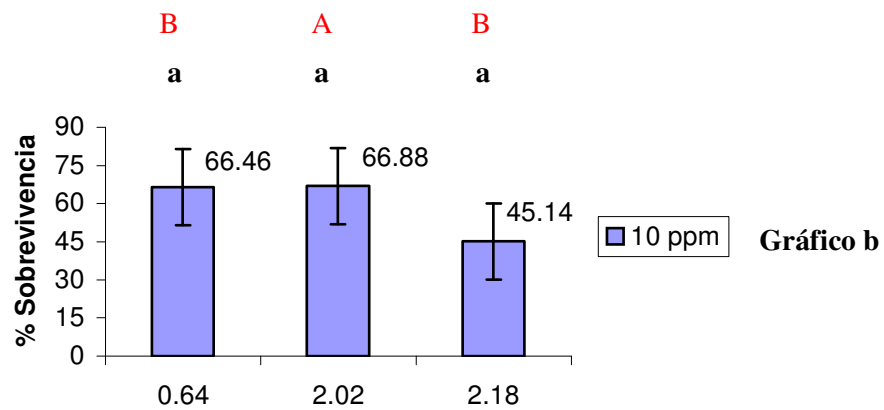 B A B
a a a
90
75
60
45
30
15
0
% Sobrevivencia
66.46 66.88 45.14
0.64 2.02 2.18
10 ppm
Gráfico b